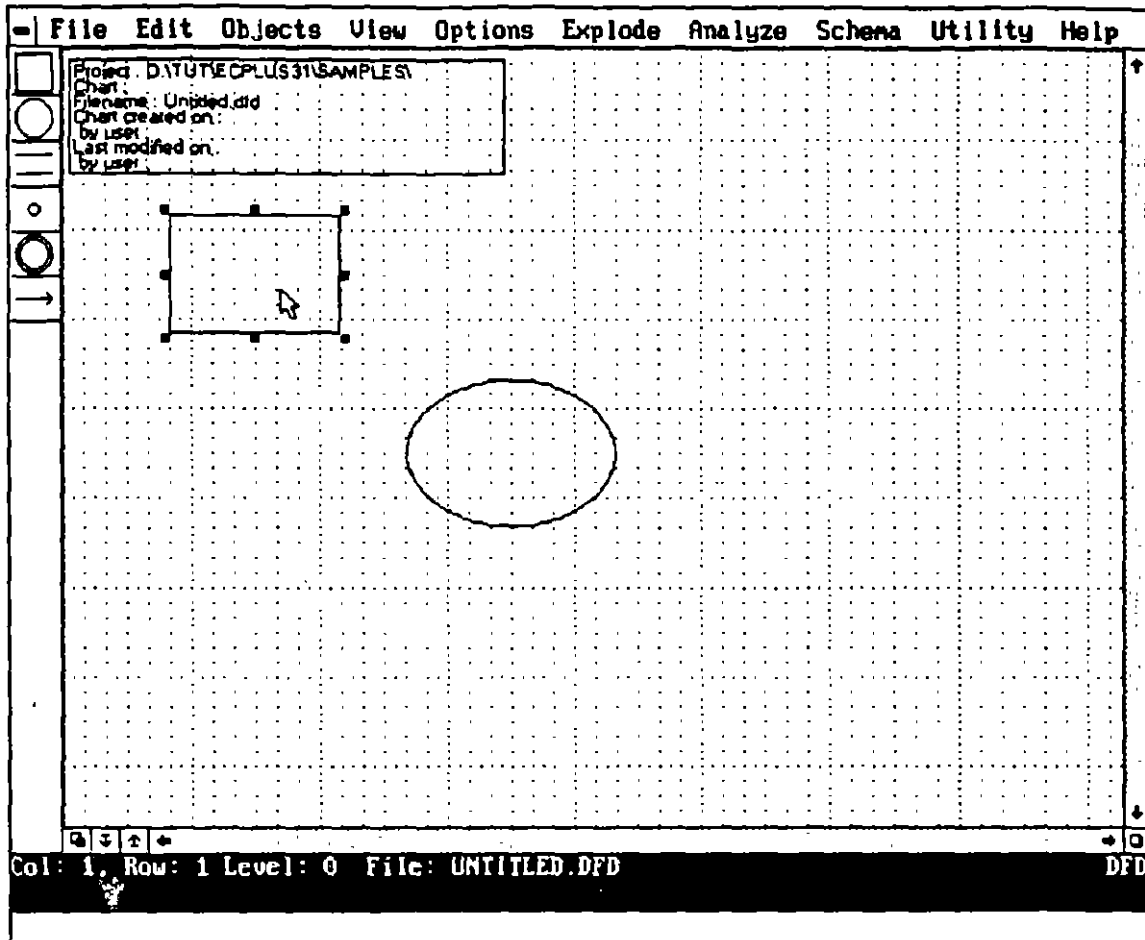 File Edit Objects View Options Explode Analyze Schema Utility Help
Project : D:\TUT\ECPLUS31\SAMPLES\
Chart :
Filename : Untitled.dfd
Chart created on :
by user :
Last modified on :
by user :
Col: 1, Row: 1 Level: 0 File: UNTITLED.DFD DFD